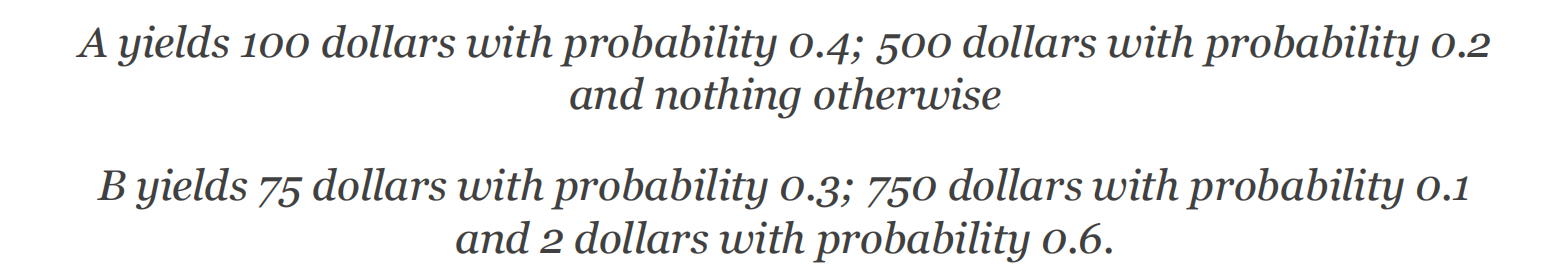 A yields 100 dollars with probability 0.4; 500 dollars with probability 0.2
and nothing otherwise
B yields 75 dollars with probability 0.3; 750 dollars with probability 0.1
and 2 dollars with probability 0.6.